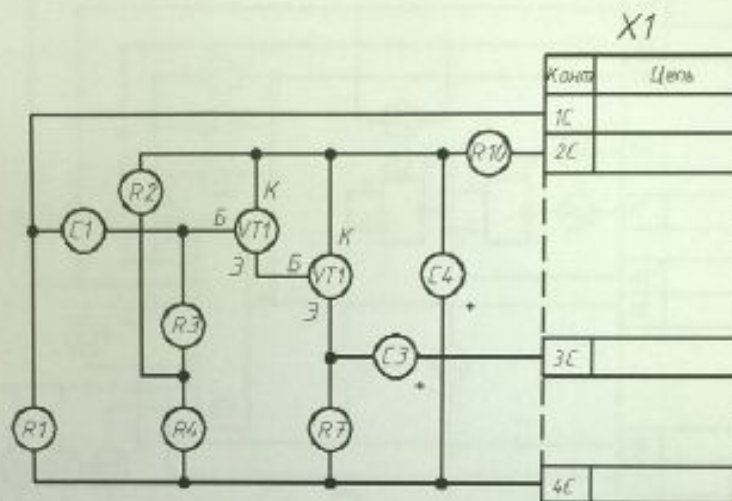 X1
Конт Цепь
1С
2С
R10
R2
К
C1
Б
VT1
К
Э
Б
VT1
C4
Э
+
R3
C3
3С
+
R1
R4
R7
4С